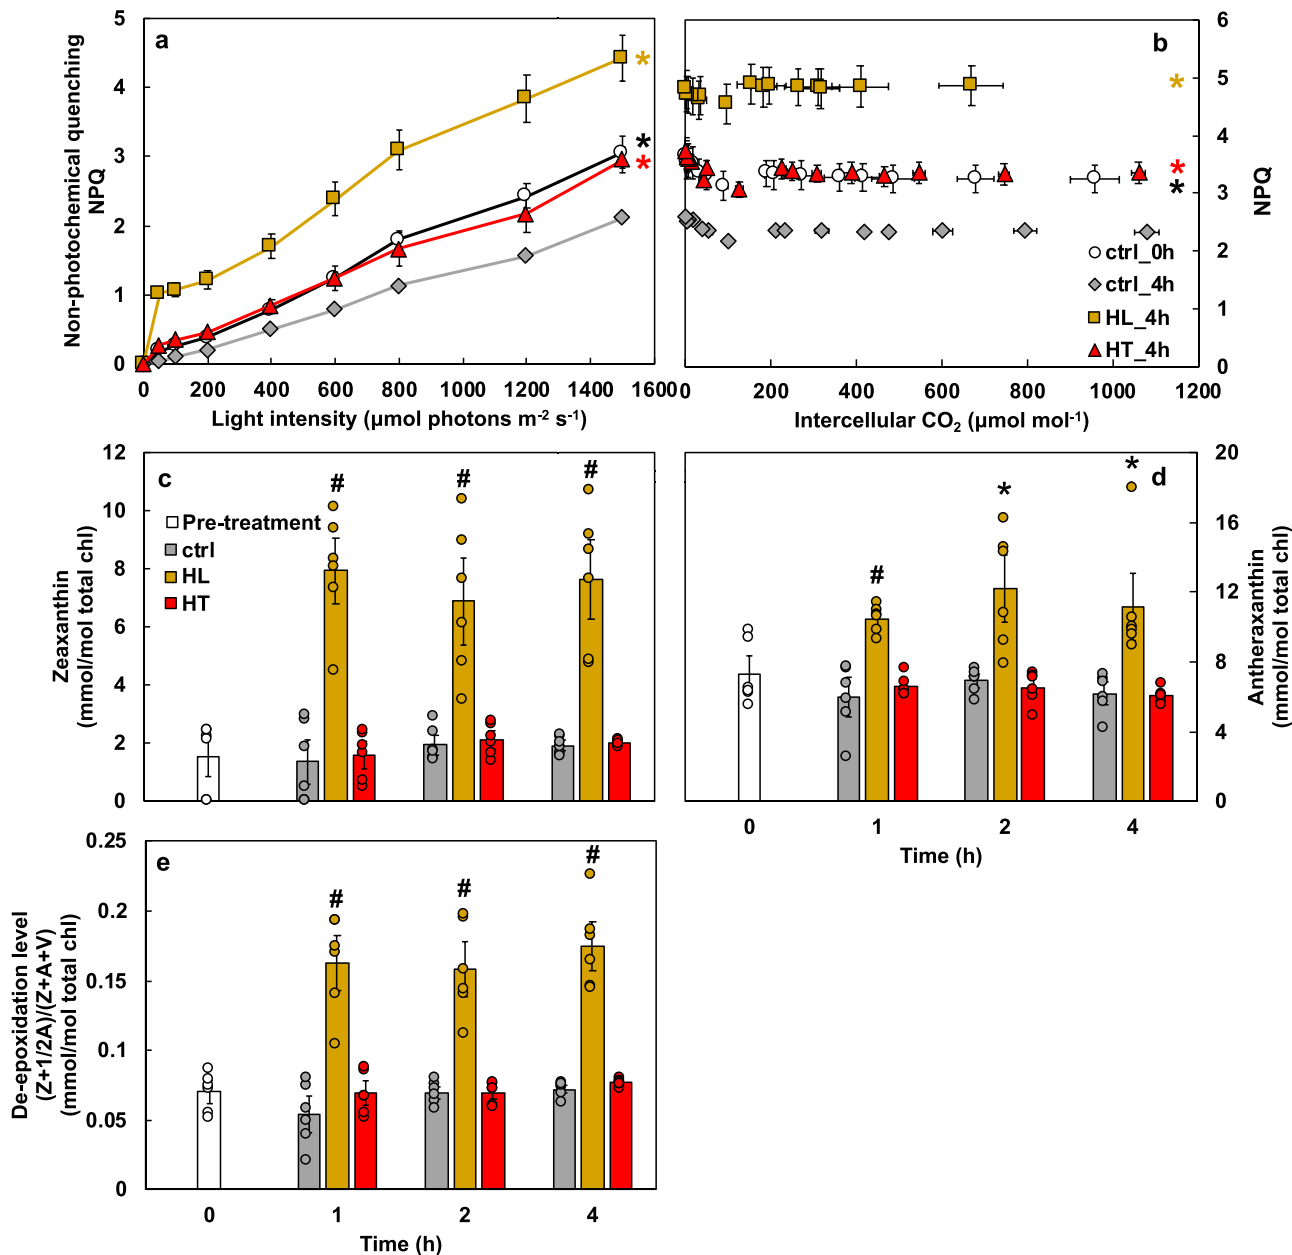 a
Non-photochemical quenching
NPQ
5
4
3
2
1
0
*
*
*
0
200
400
600
800
1000
1200
1400
1600
Light intensity (µmol photons m⁻² s⁻¹)
b
6
5
4
3
2
1
0
NPQ
*
*
*
ctrl_0h
ctrl_4h
HL_4h
HT_4h
0
200
400
600
800
1000
1200
Intercellular CO₂ (µmol mol⁻¹)
c
Zeaxanthin
(mmol/mol total chl)
12
10
8
6
4
2
0
# # #
Pre-treatment
ctrl
HL
HT
d
20
16
12
8
4
0
Antheraxanthin
(mmol/mol total chl)
# * *
0 1 2 4
Time (h)
e
De-epoxidation level
(Z+1/2A)/(Z+A+V)
(mmol/mol total chl)
0.25
0.2
0.15
0.1
0.05
0
# # #
0 1 2 4
Time (h)